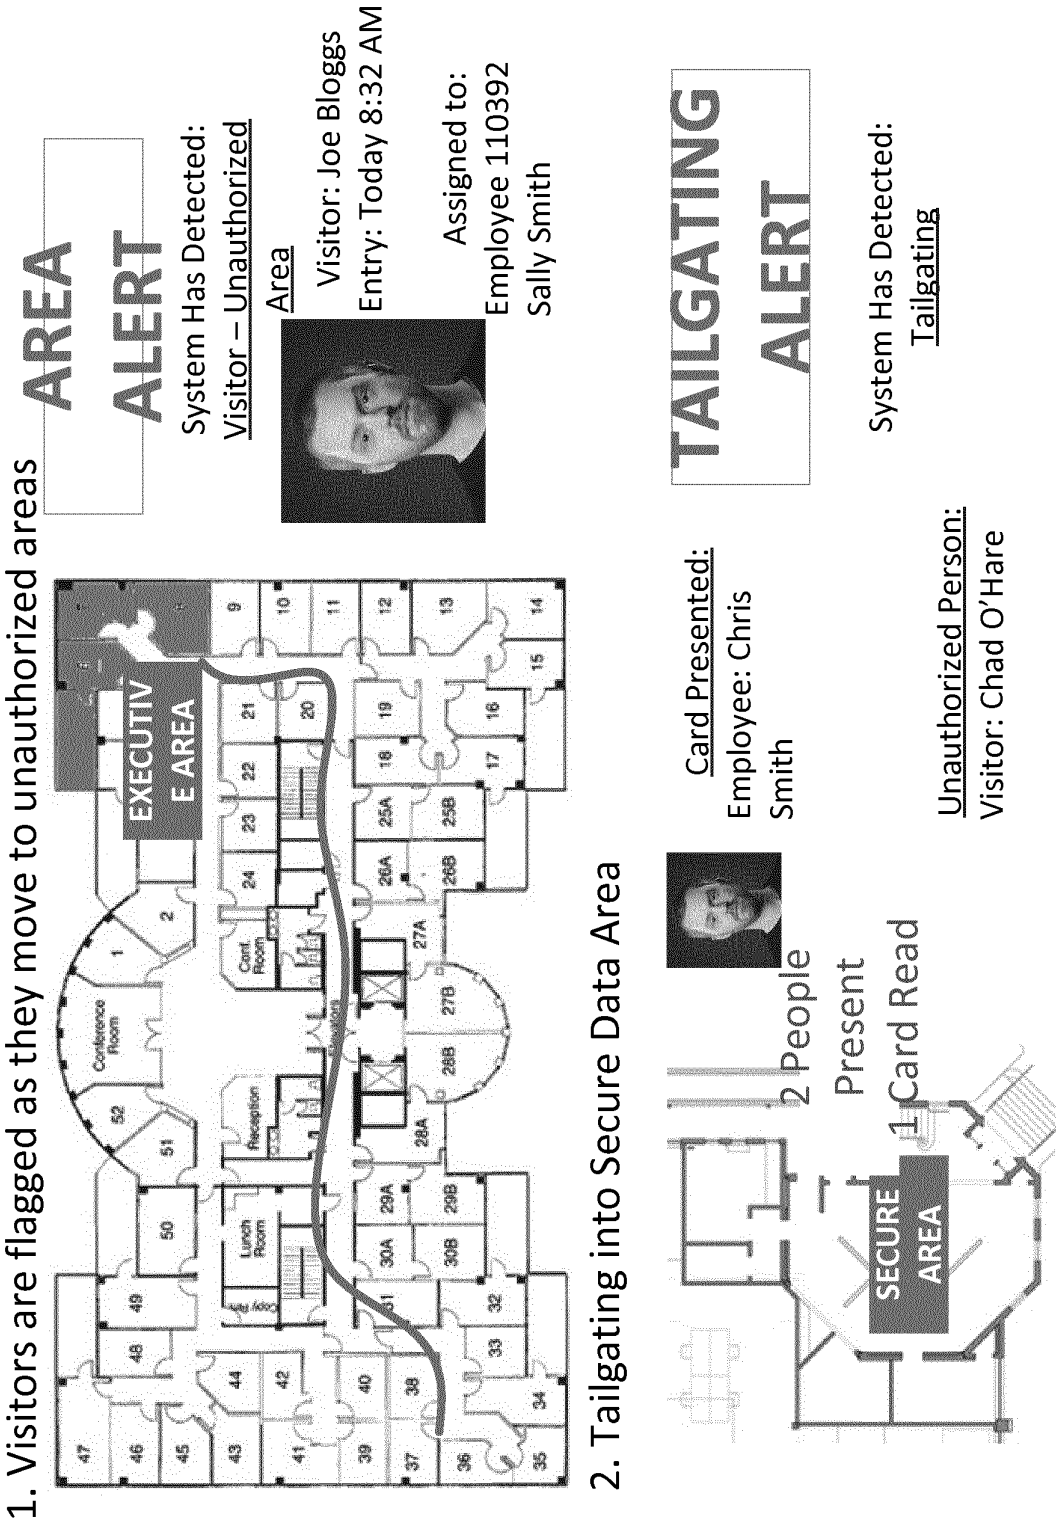 1. Visitors are flagged as they move to unauthorized areas
AREA
ALERT
System Has Detected:
Visitor – Unauthorized
Area
Visitor: Joe Bloggs
Entry: Today 8:32 AM
Assigned to:
Employee 110392
Sally Smith
EXECUTIV
E AREA
Conference
Room
1
2
52
51
50
49
48
47
46
45
44
43
42
41
40
39
38
37
36
35
34
33
32
31
30A
30B
29A
29B
28A
28B
27B
27A
26A
26B
25A
25B
24
23
22
21
20
19
18
17
16
15
14
13
12
11
10
9
Lunch
Room
Reception
Conf.
Room
Elevators
2. Tailgating into Secure Data Area
TAILGATING
ALERT
System Has Detected:
Tailgating
Card Presented:
Employee: Chris
Smith
Unauthorized Person:
Visitor: Chad O'Hare
2 People
Present
1 Card Read
SECURE
AREA